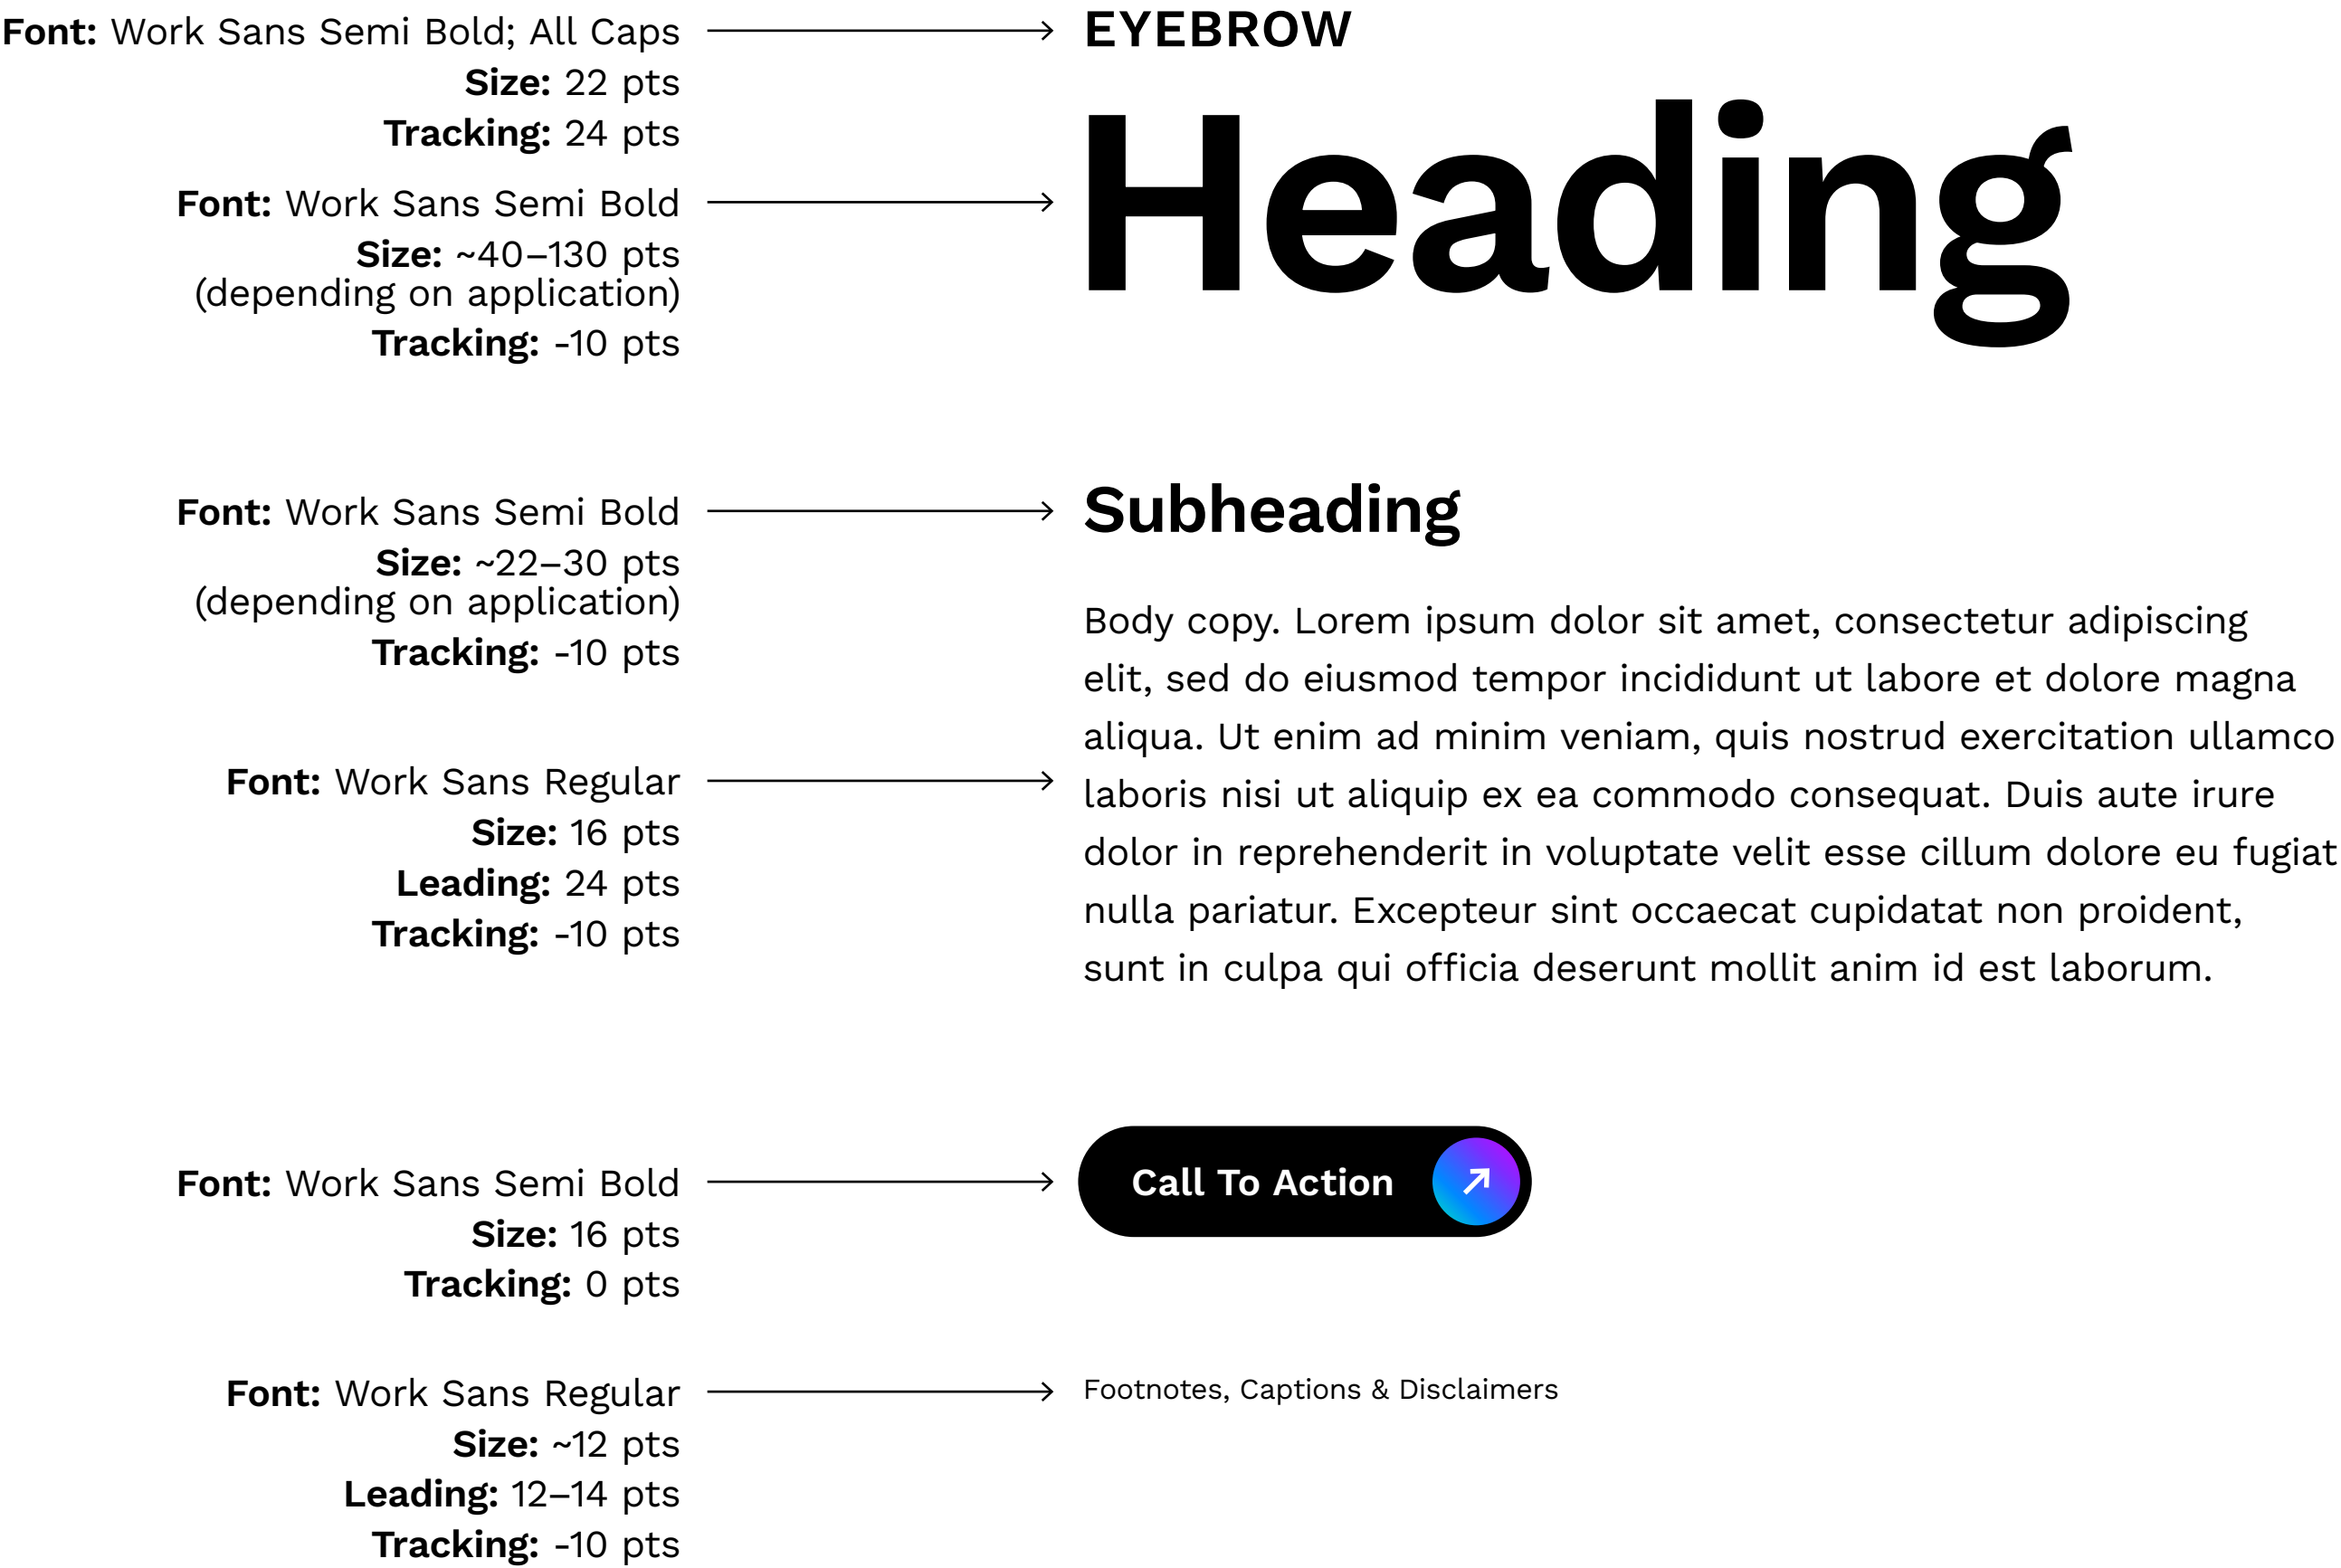 Font: Work Sans Semi Bold; All Caps
Size: 22 pts
Tracking: 24 pts
EYEBROW
Font: Work Sans Semi Bold
Size: ~40–130 pts
(depending on application)
Tracking: -10 pts
Heading
Font: Work Sans Semi Bold
Size: ~22–30 pts
(depending on application)
Tracking: -10 pts
Subheading
Font: Work Sans Regular
Size: 16 pts
Leading: 24 pts
Tracking: -10 pts
Body copy. Lorem ipsum dolor sit amet, consectetur adipiscing
elit, sed do eiusmod tempor incididunt ut labore et dolore magna
aliqua. Ut enim ad minim veniam, quis nostrud exercitation ullamco
laboris nisi ut aliquip ex ea commodo consequat. Duis aute irure
dolor in reprehenderit in voluptate velit esse cillum dolore eu fugiat
nulla pariatur. Excepteur sint occaecat cupidatat non proident,
sunt in culpa qui officia deserunt mollit anim id est laborum.
Font: Work Sans Semi Bold
Size: 16 pts
Tracking: 0 pts
Call To Action
Font: Work Sans Regular
Size: ~12 pts
Leading: 12–14 pts
Tracking: -10 pts
Footnotes, Captions & Disclaimers